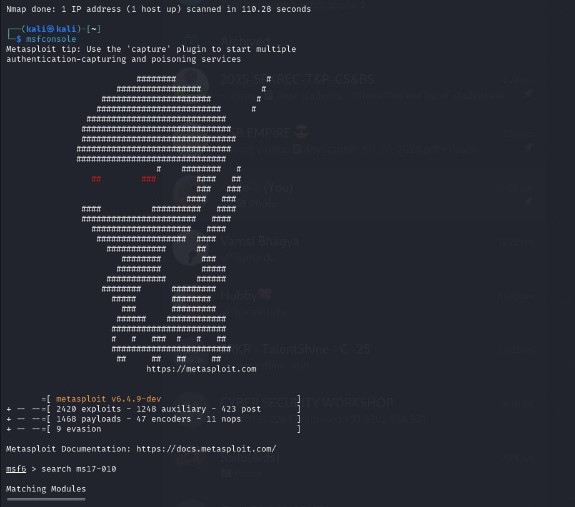 Nmap done: 1 IP address (1 host up) scanned in 110.28 seconds
(kali㉿kali)-[~]
$ msfconsole
Metasploit tip: Use the 'capture' plugin to start multiple
authentication-capturing and poisoning services
https://metasploit.com
=[ metasploit v6.4.9-dev ]
+ -- --=[ 2420 exploits - 1248 auxiliary - 423 post ]
+ -- --=[ 1468 payloads - 47 encoders - 11 nops ]
+ -- --=[ 9 evasion ]
Metasploit Documentation: https://docs.metasploit.com/
msf6 > search ms17-010
Matching Modules
================